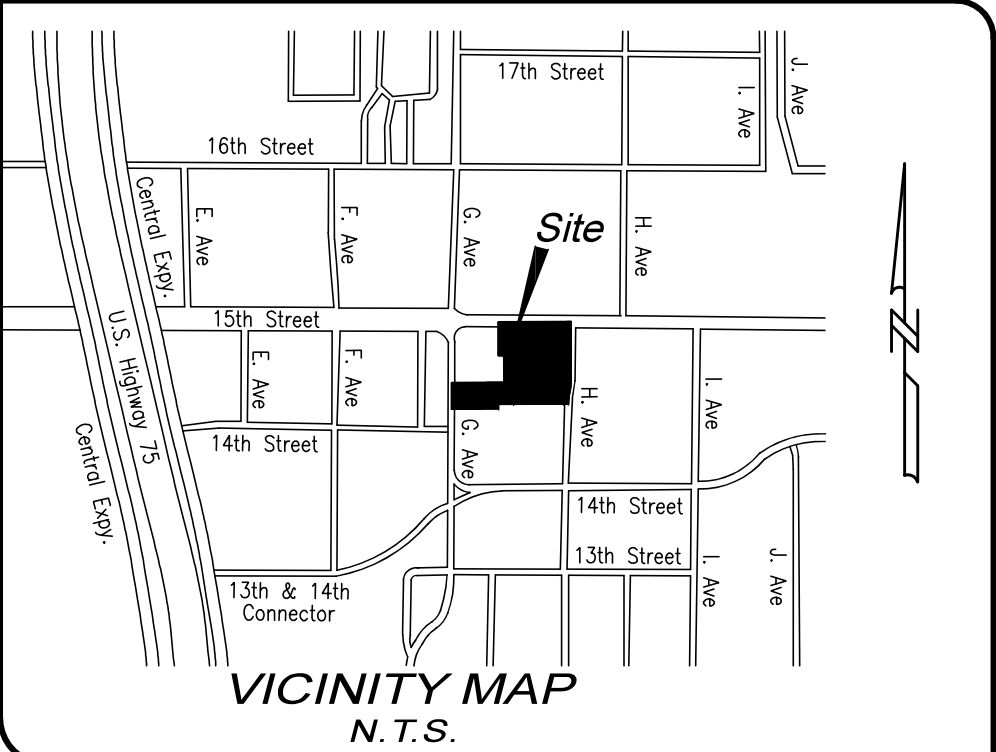 17th Street
J. Ave
I. Ave
16th Street
Central Expy.
E. Ave
F. Ave
G. Ave
Site
H. Ave
15th Street
U.S. Highway 75
E. Ave
F. Ave
I. Ave
H. Ave
G. Ave
14th Street
Central Expy.
14th Street
13th Street
I. Ave
J. Ave
13th & 14th
Connector
N
VICINITY MAP
N.T.S.